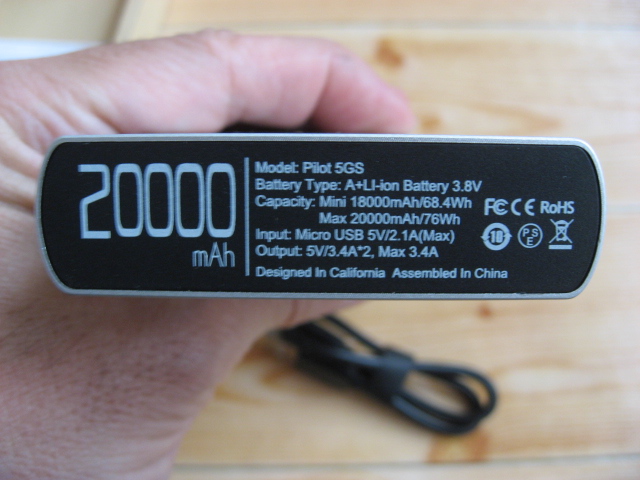 20000
mAh
Model: Pilot 5GS
Battery Type: A+LI-ion Battery 3.8V
Capacity: Mini 18000mAh/68.4Wh
Max 20000mAh/76Wh
Input: Micro USB 5V/2.1A(Max)
Output: 5V/3.4A*2, Max 3.4A
Designed In California Assembled In China
FC CE RoHS
10 PSE